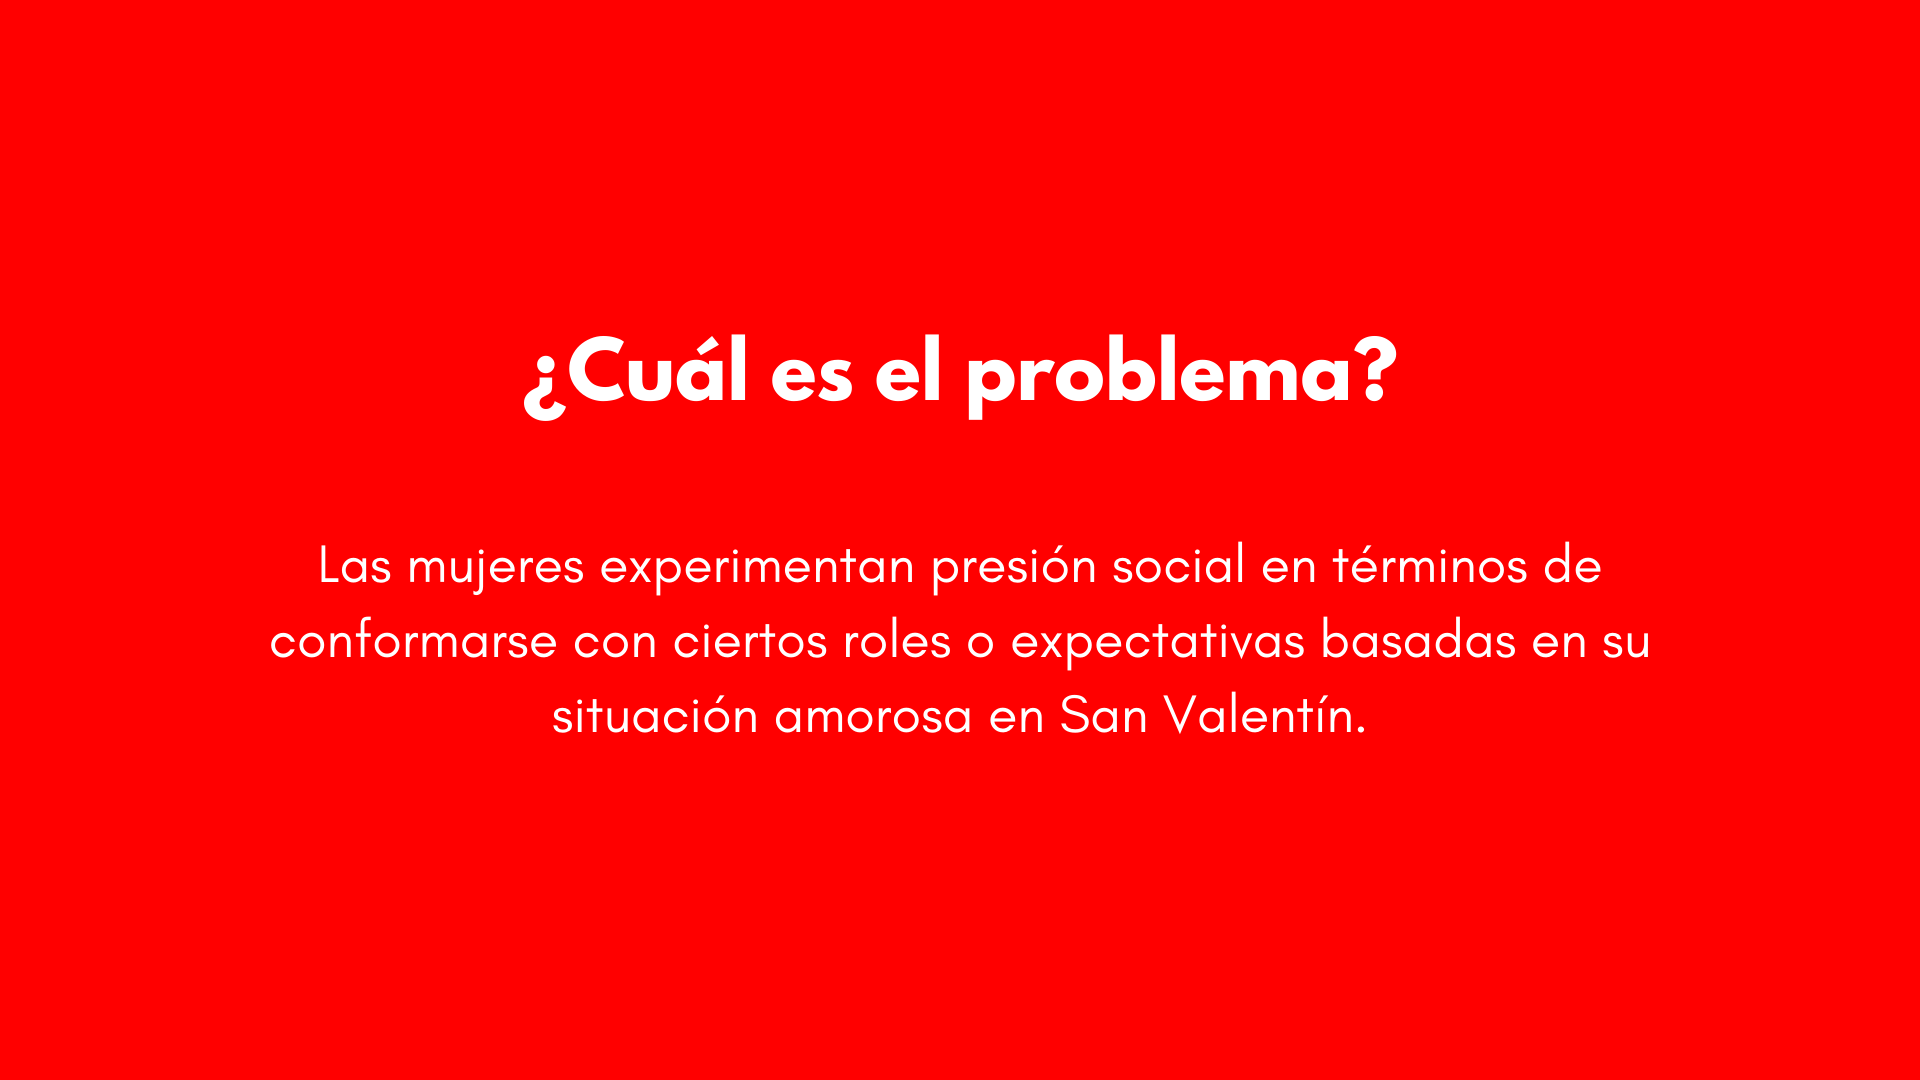 ¿Cuál es el problema?
Las mujeres experimentan presión social en términos de
conformarse con ciertos roles o expectativas basadas en su
situación amorosa en San Valentín.